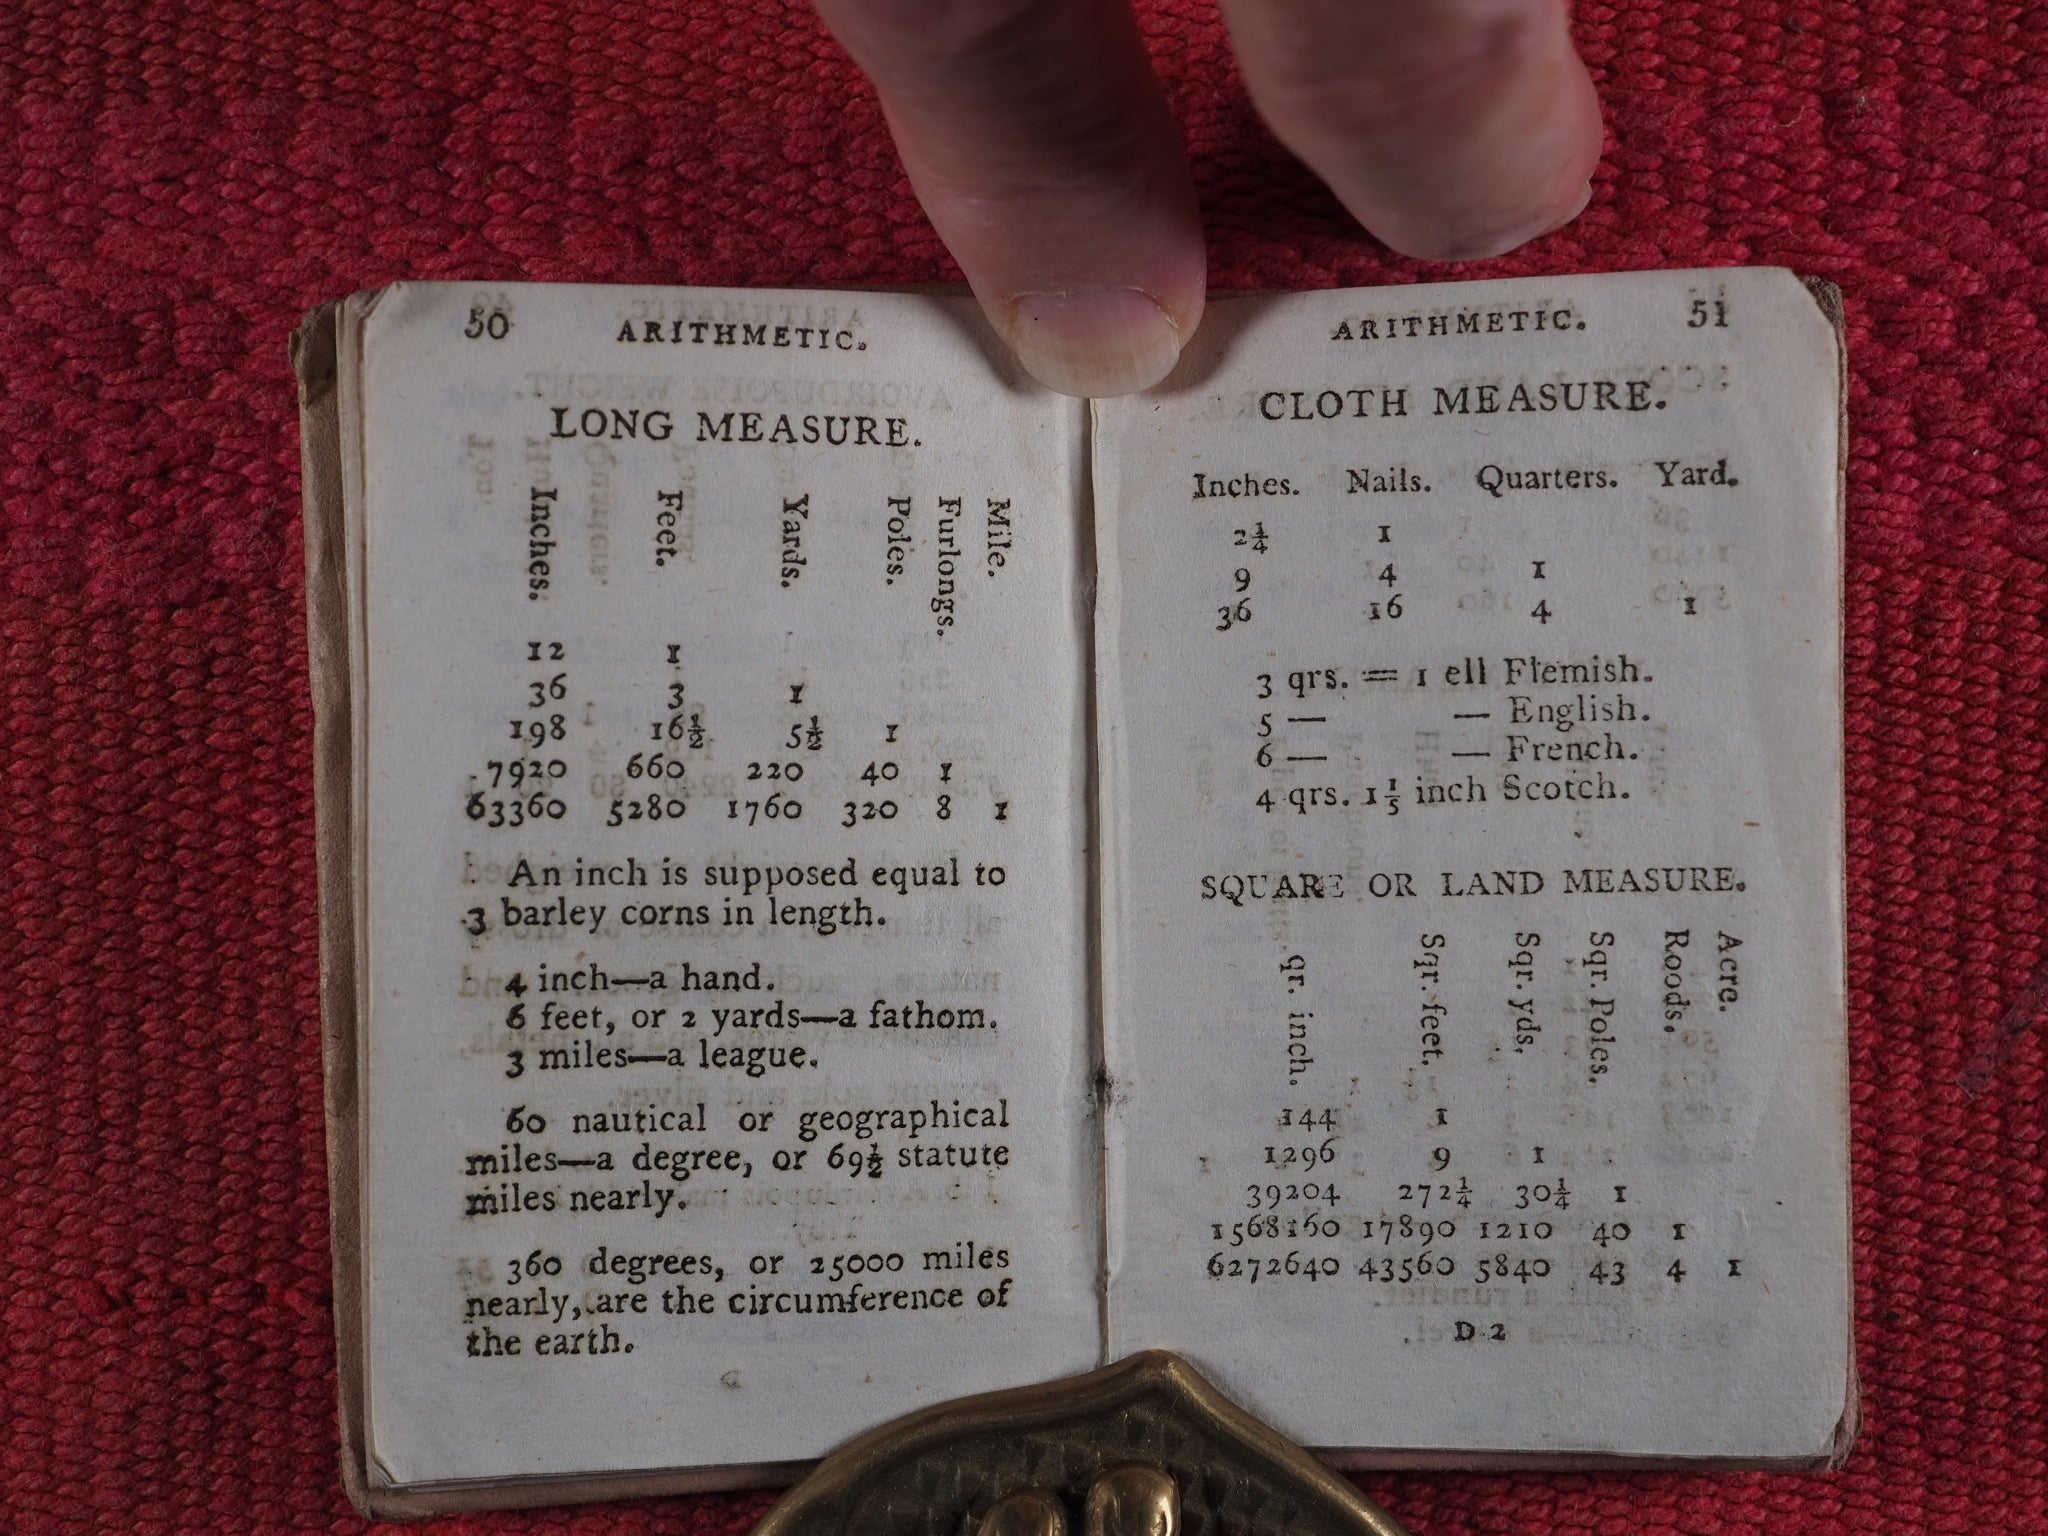 50 ARITHMETIC.
LONG MEASURE.
Inches. Feet. Yards. Poles. Furlongs. Mile.
12 1
36 3 1
198 16½ 5½ 1
7920 660 220 40 1
63360 5280 1760 320 8 1
An inch is supposed equal to
3 barley corns in length.
4 inch—a hand.
6 feet, or 2 yards—a fathom.
3 miles—a league.
60 nautical or geographical
miles—a degree, or 69½ statute
miles nearly.
360 degrees, or 25000 miles
nearly, are the circumference of
the earth.
ARITHMETIC. 51
CLOTH MEASURE.
Inches. Nails. Quarters. Yard.
2¼ 1
9 4 1
36 16 4 1
3 qrs. = 1 ell Flemish.
5 — — English.
6 — — French.
4 qrs. 1⅕ inch Scotch.
SQUARE OR LAND MEASURE.
qr. inch. Sqr. feet. Sqr. yds. Sqr. Poles. Roods. Acre.
144 1
1296 9 1
39204 272¼ 30¼ 1
1568160 17890 1210 40 1
6272640 43560 5840 43 4 1
D 2